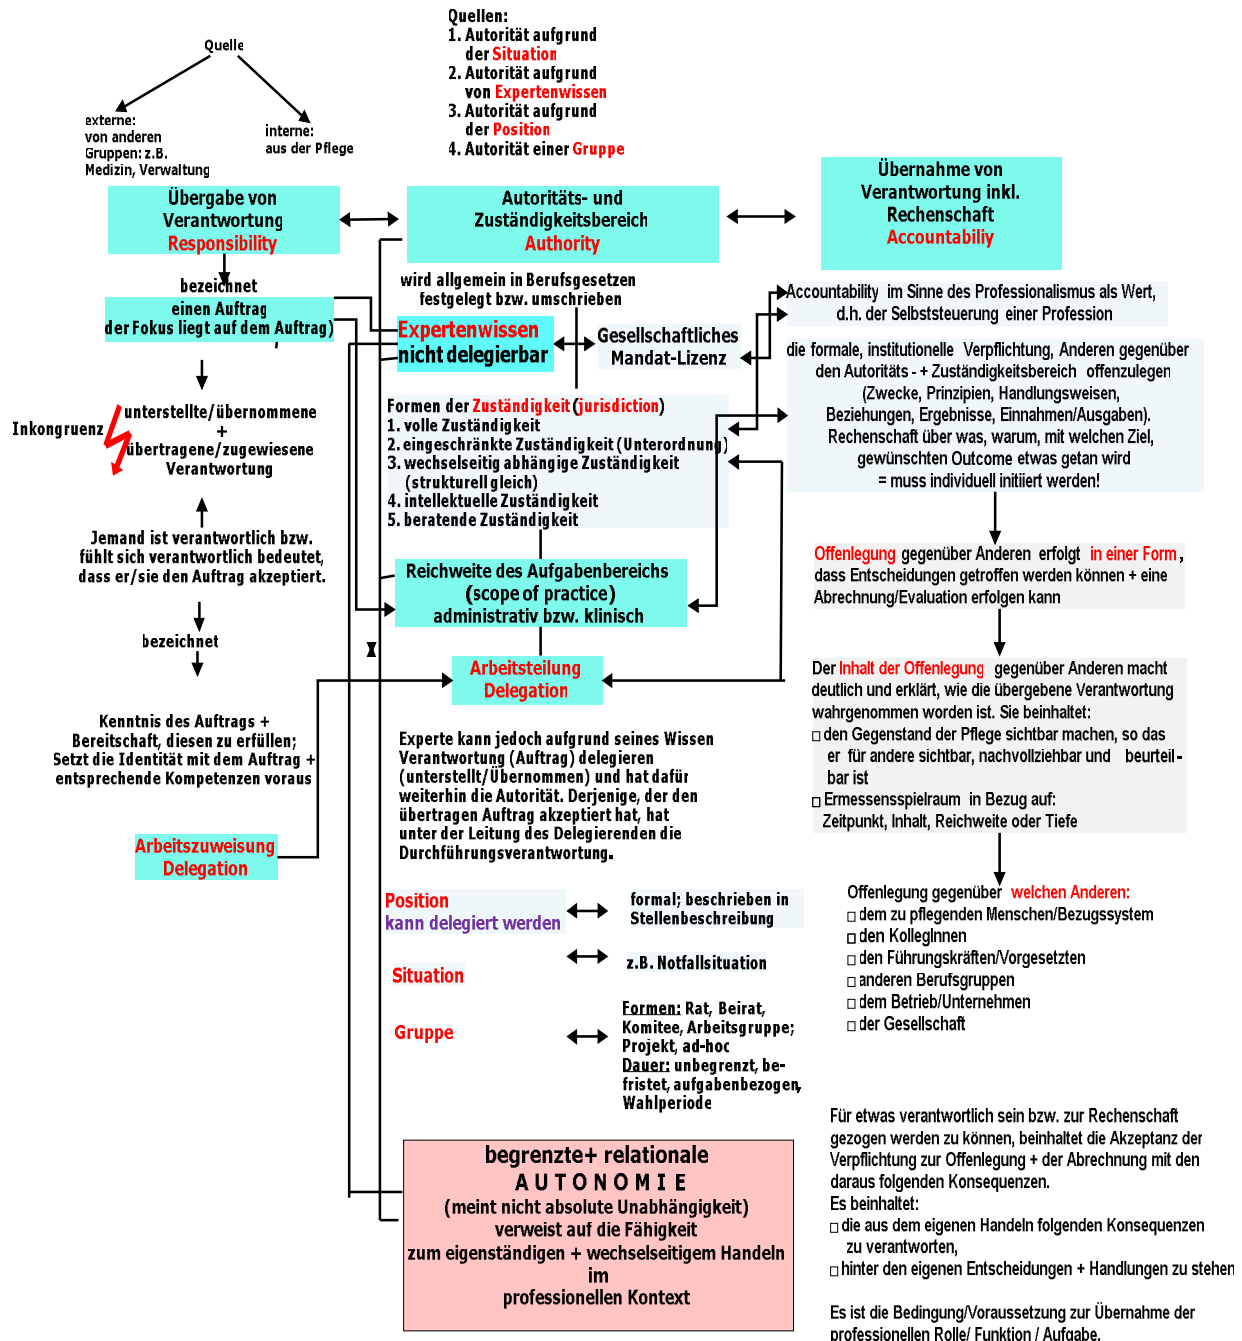 Quelle
externe:
von anderen
Gruppen: z.B.
Medizin, Verwaltung
interne:
aus der Pflege
Übergabe von
Verantwortung
Responsibility
bezeichnet
einen Auftrag
der Fokus liegt auf dem Auftrag)
Inkongruenz
unterstellte/übernommene
+
übertragene/zugewiesene
Verantwortung
Jemand ist verantwortlich bzw.
fühlt sich verantwortlich bedeutet,
dass er/sie den Auftrag akzeptiert.
bezeichnet
Kenntnis des Auftrags +
Bereitschaft, diesen zu erfüllen;
Setzt die Identität mit dem Auftrag +
entsprechende Kompetenzen voraus
Arbeitszuweisung
Delegation
Quellen:
1. Autorität aufgrund
der Situation
2. Autorität aufgrund
von Expertenwissen
3. Autorität aufgrund
der Position
4. Autorität einer Gruppe
Autoritäts- und
Zuständigkeitsbereich
Authority
wird allgemein in Berufsgesetzen
festgelegt bzw. umschrieben
Expertenwissen
nicht delegierbar
Gesellschaftliches
Mandat-Lizenz
Formen der Zuständigkeit (jurisdiction)
1. volle Zuständigkeit
2. eingeschränkte Zuständigkeit (Unterordnung)
3. wechselseitig abhängige Zuständigkeit
(strukturell gleich)
4. intellektuelle Zuständigkeit
5. beratende Zuständigkeit
Reichweite des Aufgabenbereichs
(scope of practice)
administrativ bzw. klinisch
Arbeitsteilung
Delegation
Experte kann jedoch aufgrund seines Wissen
Verantwortung (Auftrag) delegieren
(unterstellt/Übernommen) und hat dafür
weiterhin die Autorität. Derjenige, der den
übertragen Auftrag akzeptiert hat, hat
unter der Leitung des Delegierenden die
Durchführungsverantwortung.
Position
kann delegiert werden
formal; beschrieben in
Stellenbeschreibung
Situation
z.B. Notfallsituation
Gruppe
Formen: Rat, Beirat,
Komitee, Arbeitsgruppe;
Projekt, ad-hoc
Dauer: unbegrenzt, be-
fristet, aufgabenbezogen,
Wahlperiode
begrenzte+ relationale
A U T O N O M I E
(meint nicht absolute Unabhängigkeit)
verweist auf die Fähigkeit
zum eigenständigen + wechselseitigem Handeln
im
professionellen Kontext
Übernahme von
Verantwortung inkl.
Rechenschaft
Accountabiliy
Accountability im Sinne des Professionalismus als Wert,
d.h. der Selbststeuerung einer Profession
die formale, institutionelle Verpflichtung, Anderen gegenüber
den Autoritäts - + Zuständigkeitsbereich offenzulegen
(Zwecke, Prinzipien, Handlungsweisen,
Beziehungen, Ergebnisse, Einnahmen/Ausgaben).
Rechenschaft über was, warum, mit welchen Ziel,
gewünschten Outcome etwas getan wird
= muss individuell initiiert werden!
Offenlegung gegenüber Anderen erfolgt in einer Form ,
dass Entscheidungen getroffen werden können + eine
Abrechnung/Evaluation erfolgen kann
Der Inhalt der Offenlegung gegenüber Anderen macht
deutlich und erklärt, wie die übergebene Verantwortung
wahrgenommen worden ist. Sie beinhaltet:
□ den Gegenstand der Pflege sichtbar machen, so das
er für andere sichtbar, nachvollziehbar und beurteil-
bar ist
□ Ermessensspielraum in Bezug auf:
Zeitpunkt, Inhalt, Reichweite oder Tiefe
Offenlegung gegenüber welchen Anderen:
□ dem zu pflegenden Menschen/Bezugssystem
□ den KollegInnen
□ den Führungskräften/Vorgesetzten
□ anderen Berufsgruppen
□ dem Betrieb/Unternehmen
□ der Gesellschaft
Für etwas verantwortlich sein bzw. zur Rechenschaft
gezogen werden zu können, beinhaltet die Akzeptanz der
Verpflichtung zur Offenlegung + der Abrechnung mit den
daraus folgenden Konsequenzen.
Es beinhaltet:
□ die aus dem eigenen Handeln folgenden Konsequenzen
zu verantworten,
□ hinter den eigenen Entscheidungen + Handlungen zu stehen
Es ist die Bedingung/Voraussetzung zur Übernahme der
professionellen Rolle/ Funktion / Aufgabe.